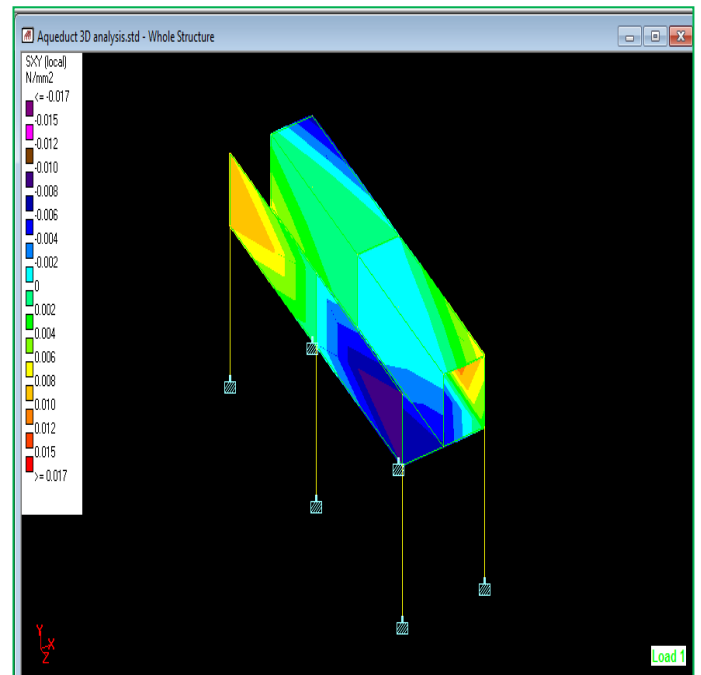 Aqueduct 3D analysis.std - Whole Structure
SXY (local)
N/mm2
<= -0.017
-0.015
-0.012
-0.010
-0.008
-0.006
-0.004
-0.002
0
0.002
0.004
0.006
0.008
0.010
0.012
0.015
>= 0.017
Y
X
Z
Load 1